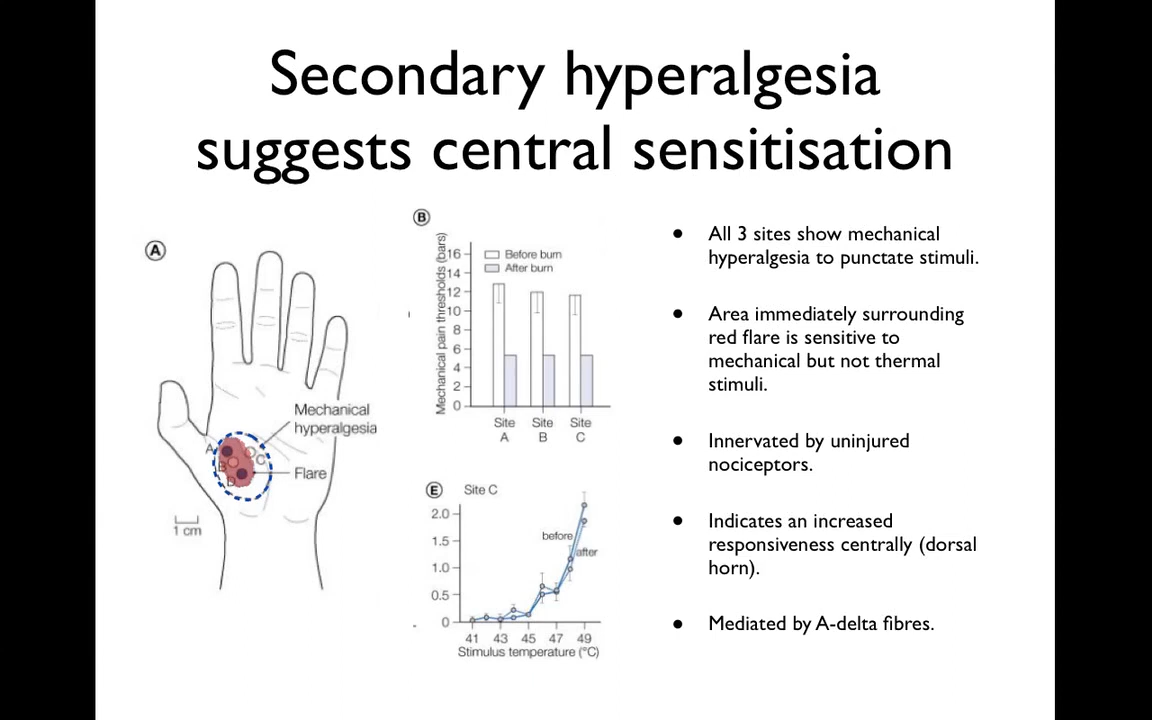 Secondary hyperalgesia
suggests central sensitisation
A
Mechanical
hyperalgesia
A
B
C
D
Flare
1 cm
B
Mechanical pain thresholds (bars)
16
14
12
10
8
6
4
2
0
Before burn
After burn
Site Site Site
A B C
E Site C
2.0
1.5
1.0
0.5
0
before
after
41 43 45 47 49
Stimulus temperature (°C)
• All 3 sites show mechanical
hyperalgesia to punctate stimuli.
• Area immediately surrounding
red flare is sensitive to
mechanical but not thermal
stimuli.
• Innervated by uninjured
nociceptors.
• Indicates an increased
responsiveness centrally (dorsal
horn).
• Mediated by A-delta fibres.